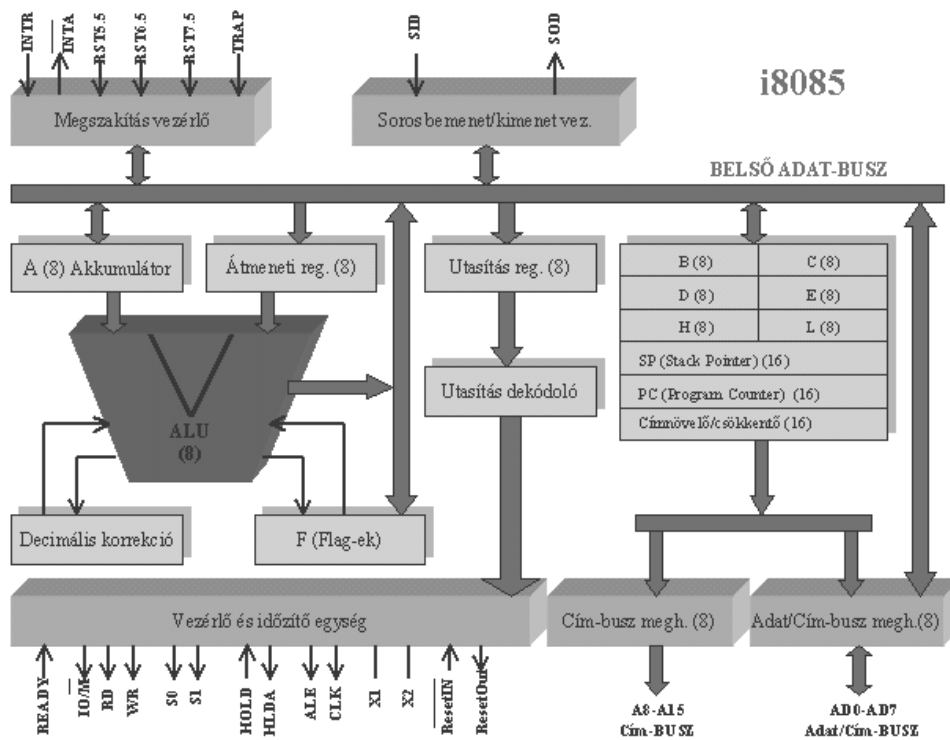 INTR
INTA
RST5.5
RST6.5
RST7.5
TRAP
SID
SOD
i8085
Megszakítás vezérlő
Soros bemenet/kimenet vez.
BELSŐ ADAT-BUSZ
A (8) Akkumulátor
Átmeneti reg. (8)
Utasítás reg. (8)
B (8)
C (8)
D (8)
E (8)
H (8)
L (8)
SP (Stack Pointer) (16)
PC (Program Counter) (16)
Címnövelő/csökkentő (16)
Utasítás dekódoló
ALU
(8)
Decimális korrekció
F (Flag-ek)
Vezérlő és időzítő egység
Cím-busz megh. (8)
Adat/Cím-busz megh.(8)
READY
IO/M
RD
WR
S0
S1
HOLD
HLDA
ALE
CLK
X1
X2
ResetIN
ResetOut
A8-A15
Cím-BUSZ
AD0-AD7
Adat/Cím-BUSZ